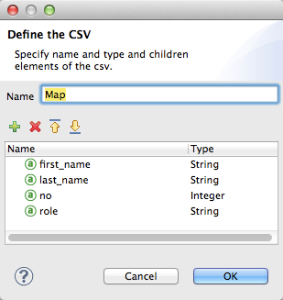 Define the CSV
Specify name and type and children
elements of the csv.
Name Map
Name Type
a first_name String
a last_name String
a no Integer
a role String
? Cancel OK